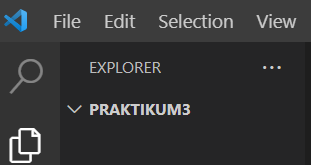 File Edit Selection View
EXPLORER ...
PRAKTIKUM3